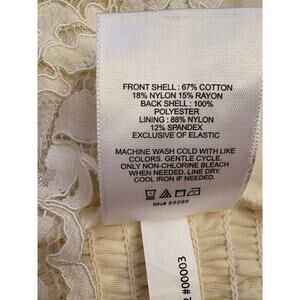 FRONT SHELL : 67% COTTON
18% NYLON 15% RAYON
BACK SHELL : 100%
POLYESTER
LINING : 88% NYLON
12% SPANDEX
EXCLUSIVE OF ELASTIC
MACHINE WASH COLD WITH LIKE
COLORS. GENTLE CYCLE.
ONLY NON-CHLORINE BLEACH
WHEN NEEDED. LINE DRY.
COOL IRON IF NEEDED.
#00003